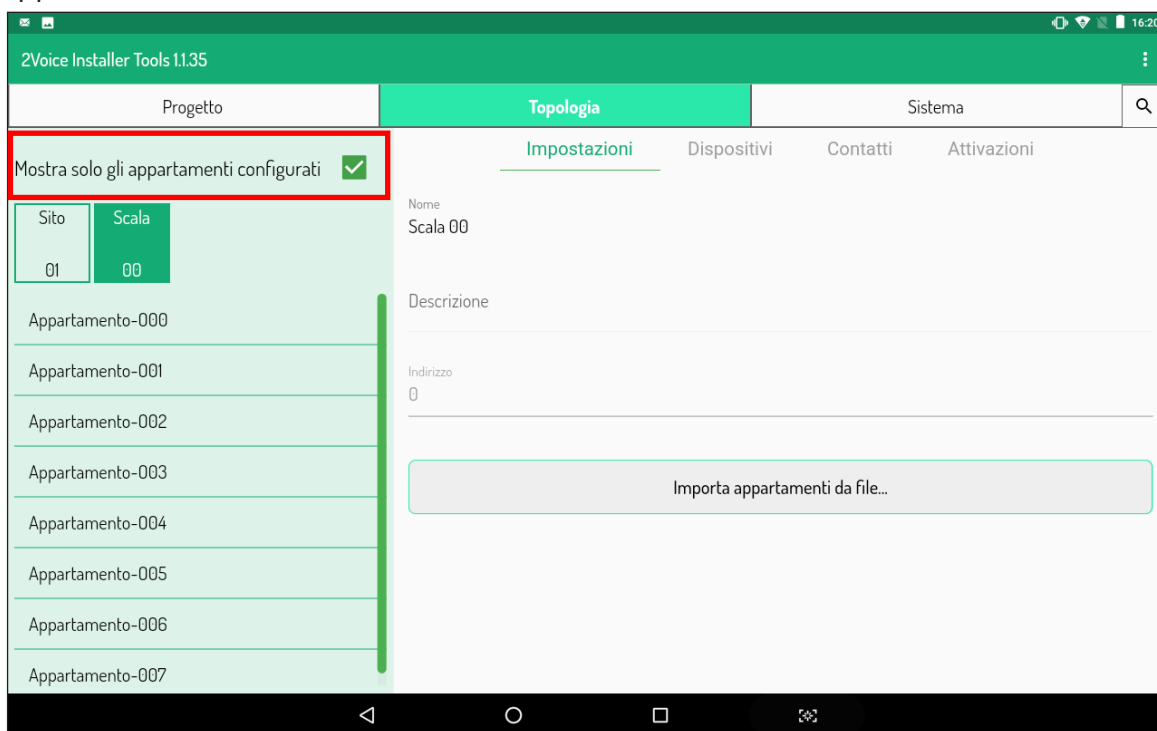 16:20
2Voice Installer Tools 1.1.35
Progetto
Topologia
Sistema
Mostra solo gli appartamenti configurati
Impostazioni
Dispositivi
Contatti
Attivazioni
Sito
01
Scala
00
Nome
Scala 00
Descrizione
Indirizzo
0
Importa appartamenti da file...
Appartamento-000
Appartamento-001
Appartamento-002
Appartamento-003
Appartamento-004
Appartamento-005
Appartamento-006
Appartamento-007